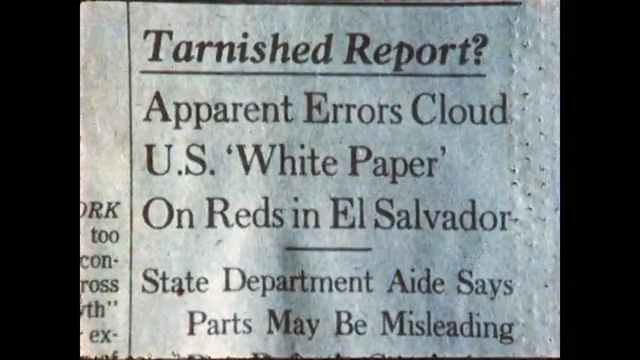 Tarnished Report?
Apparent Errors Cloud
U.S. 'White Paper'
On Reds in El Salvador
State Department Aide Says
Parts May Be Misleading
ORK
too
con-
ross
th"
ex-